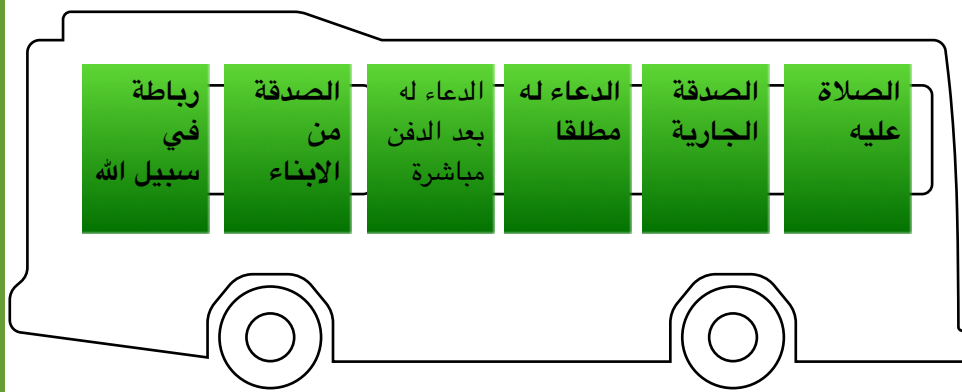 الصلاة
عليه
الصدقة
الجارية
الدعاء له
مطلقا
الدعاء له
بعد الدفن
مباشرة
الصدقة
من
الابناء
رباطة
في
سبيل الله